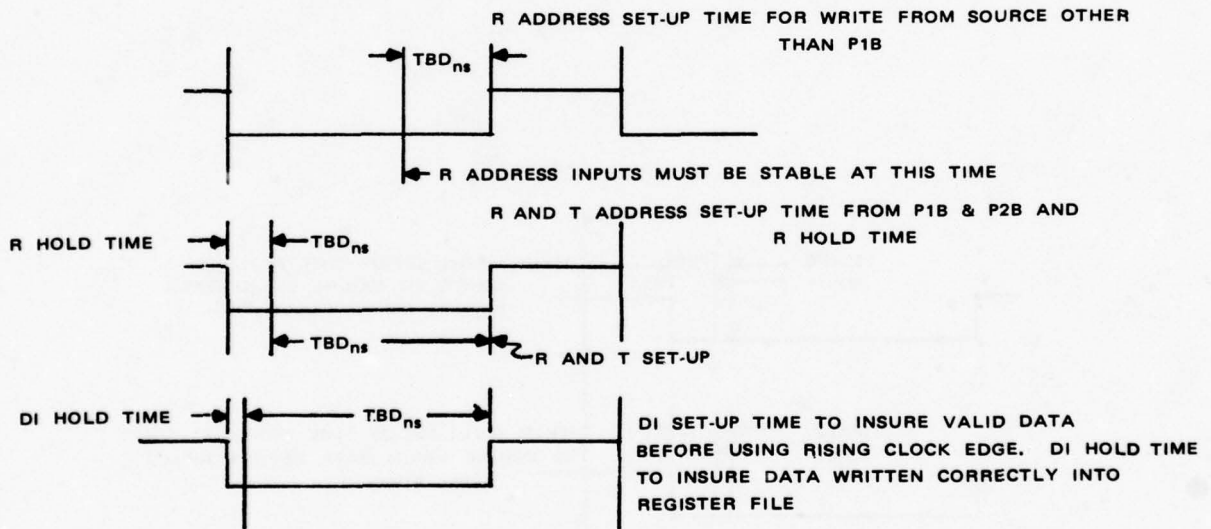 R ADDRESS SET-UP TIME FOR WRITE FROM SOURCE OTHER
THAN P1B
TBDns
R ADDRESS INPUTS MUST BE STABLE AT THIS TIME
R AND T ADDRESS SET-UP TIME FROM P1B & P2B AND
R HOLD TIME
R HOLD TIME
TBDns
TBDns
R AND T SET-UP
DI HOLD TIME
TBDns
DI SET-UP TIME TO INSURE VALID DATA
BEFORE USING RISING CLOCK EDGE. DI HOLD TIME
TO INSURE DATA WRITTEN CORRECTLY INTO
REGISTER FILE